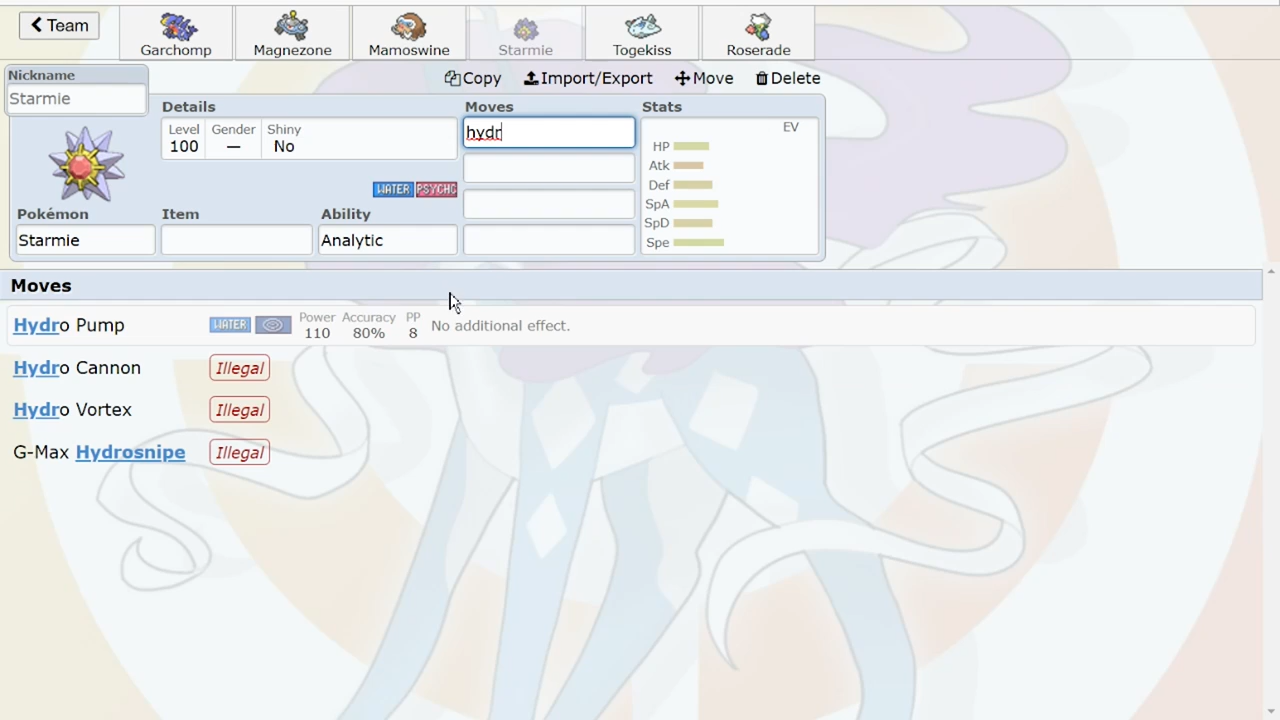 Team
Garchomp
Magnezone
Mamoswine
Starmie
Togekiss
Roserade
Copy
Import/Export
Move
Delete
Nickname
Starmie
Details
Level
100
Gender
—
Shiny
No
WATER
PSYCHC
Moves
hydr
Stats
EV
HP
Atk
Def
SpA
SpD
Spe
Pokémon
Starmie
Item
Ability
Analytic
Moves
Hydro Pump WATER Power 110 Accuracy 80% PP 8 No additional effect.
Hydro Cannon Illegal
Hydro Vortex Illegal
G-Max Hydrosnipe Illegal